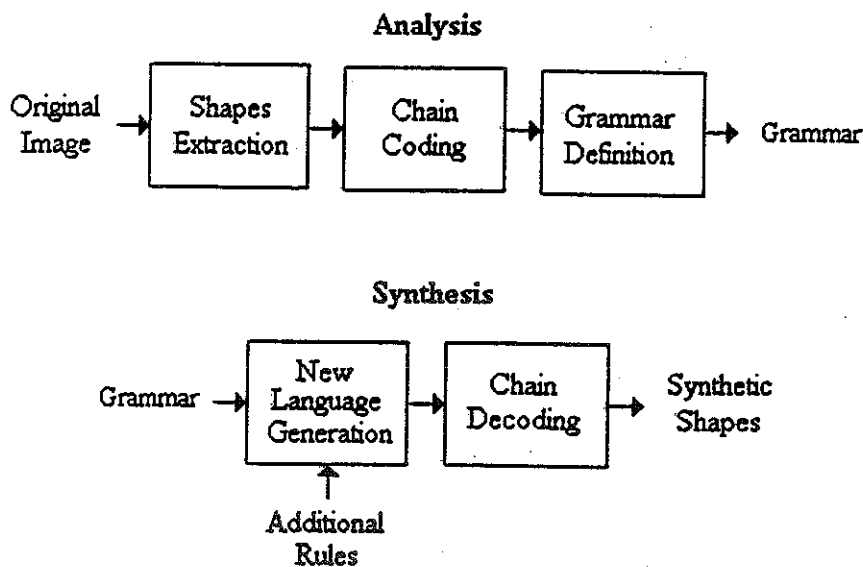 Analysis
Original
Image
Shapes
Extraction
Chain
Coding
Grammar
Definition
Grammar
Synthesis
Grammar
New
Language
Generation
Chain
Decoding
Synthetic
Shapes
Additional
Rules